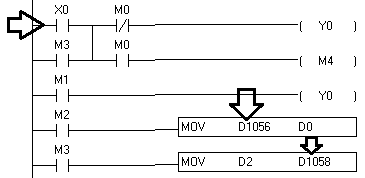 X0 M0 Y0
M3 M0 M4
M1 Y0
M2 MOV D1056 D0
M3 MOV D2 D1058